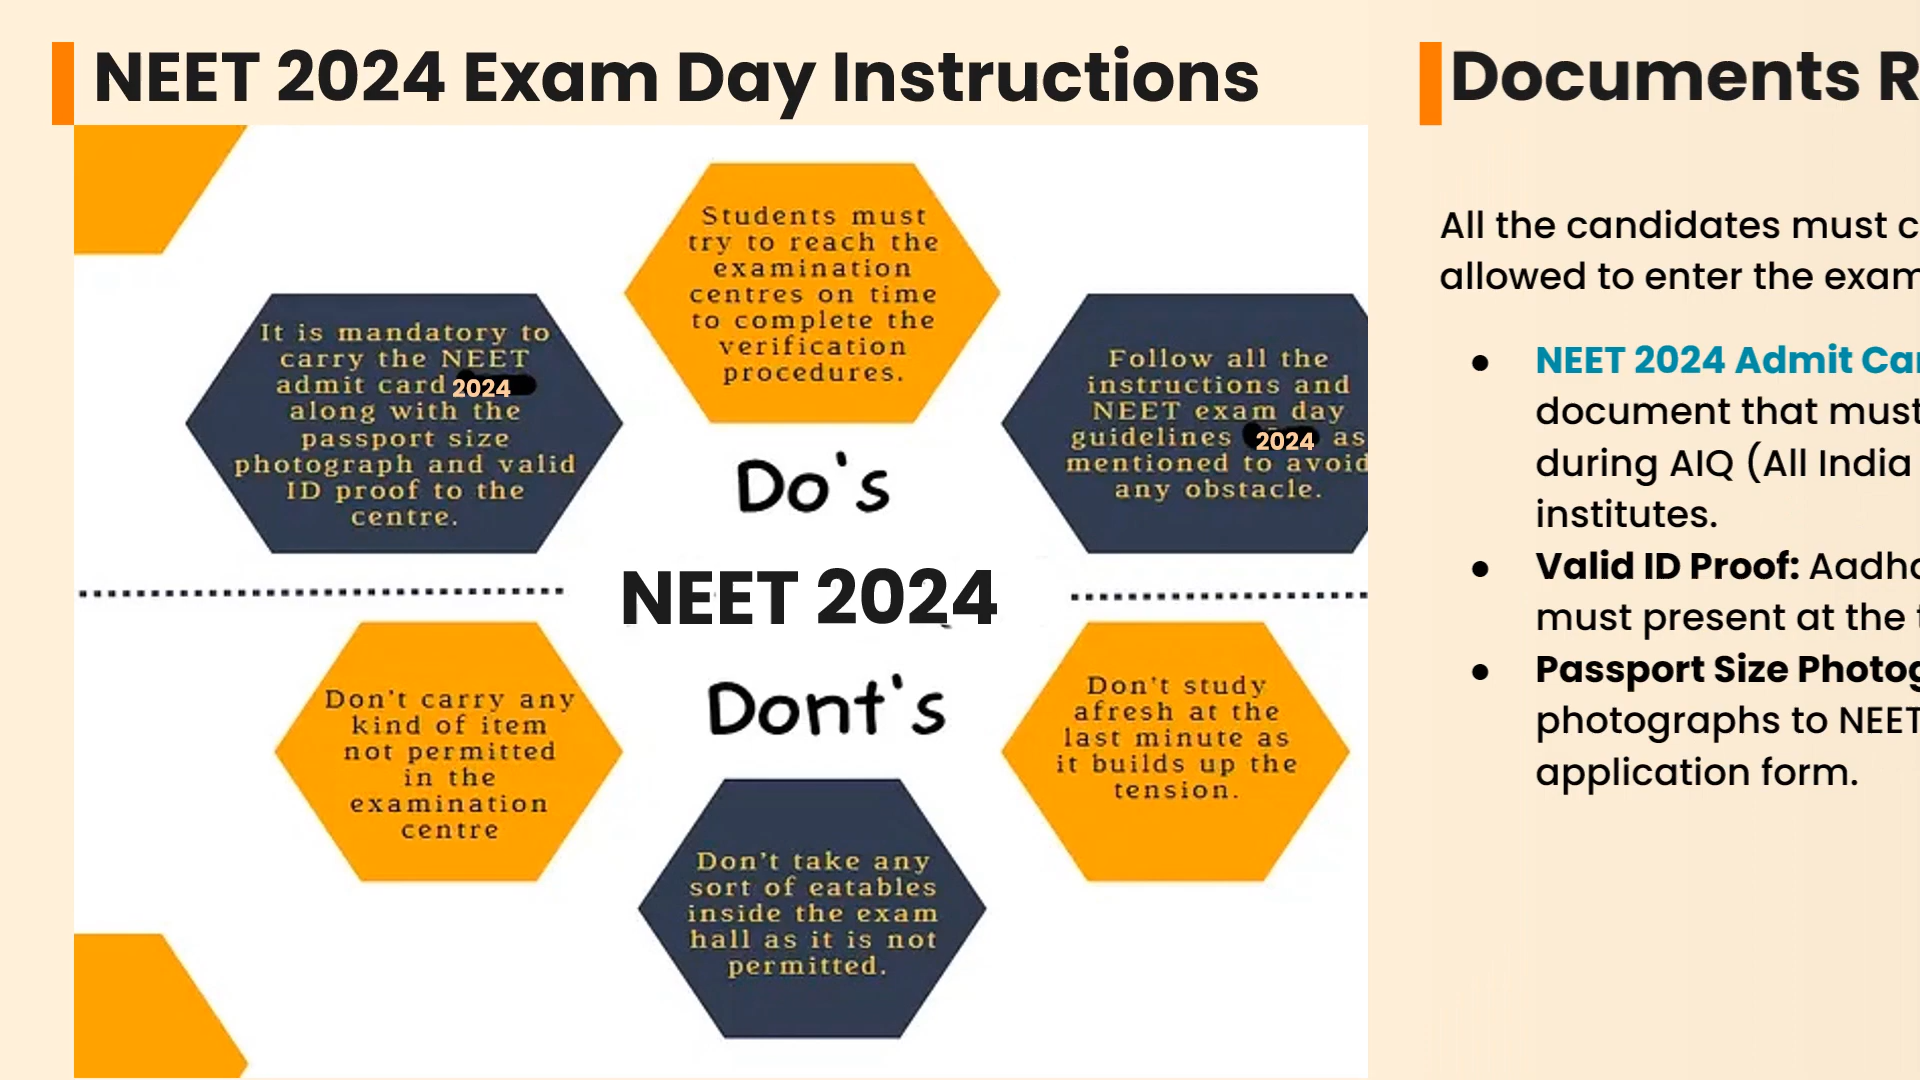 NEET 2024 Exam Day Instructions
Students must
try to reach the
examination
centres on time
to complete the
verification
procedures.
It is mandatory to
carry the NEET
admit card 2024
along with the
passport size
photograph and valid
ID proof to the
centre.
Follow all the
instructions and
NEET exam day
guidelines 2024 as
mentioned to avoid
any obstacle.
Do's
NEET 2024
Dont's
Don't carry any
kind of item
not permitted
in the
examination
centre
Don't study
afresh at the
last minute as
it builds up the
tension.
Don't take any
sort of eatables
inside the exam
hall as it is not
permitted.
Documents
All the candidates must
allowed to enter the exam
• NEET 2024 Admit
document that must
during AIQ (All India
institutes.
• Valid ID Proof:
must present at the
• Passport Size
photographs to NEET
application form.